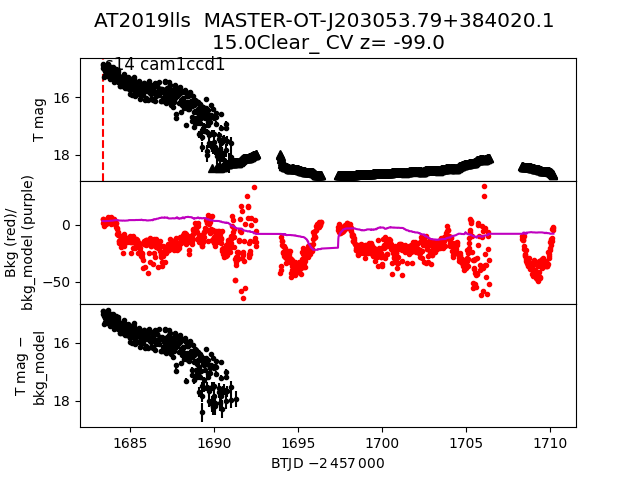 AT2019lls  MASTER-OT-J203053.79+384020.1
15.0Clear_ CV z= -99.0
s14 cam1ccd1
T mag
16
18
Bkg (red)/
bkg_model (purple)
0
−50
T mag −
bkg_model
16
18
1685
1690
1695
1700
1705
1710
BTJD −2 457 000